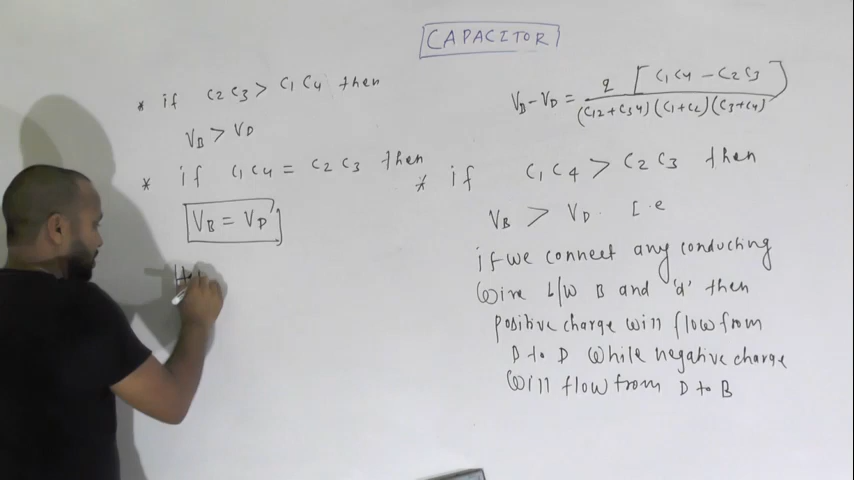 CAPACITOR
* if C2C3 > C1C4 then
VB > VD
* if C1C4 = C2C3 then
VB = VD
VB - VD = q [C1C4 - C2C3] / (C12 + C34) (C1 + C2) (C3 + C4)
* if C1C4 > C2C3 then
VB > VD. I.e
if we connect any conducting
wire b/w B and 'd' then
positive charge will flow from
D to D while negative charge
will flow from D to B